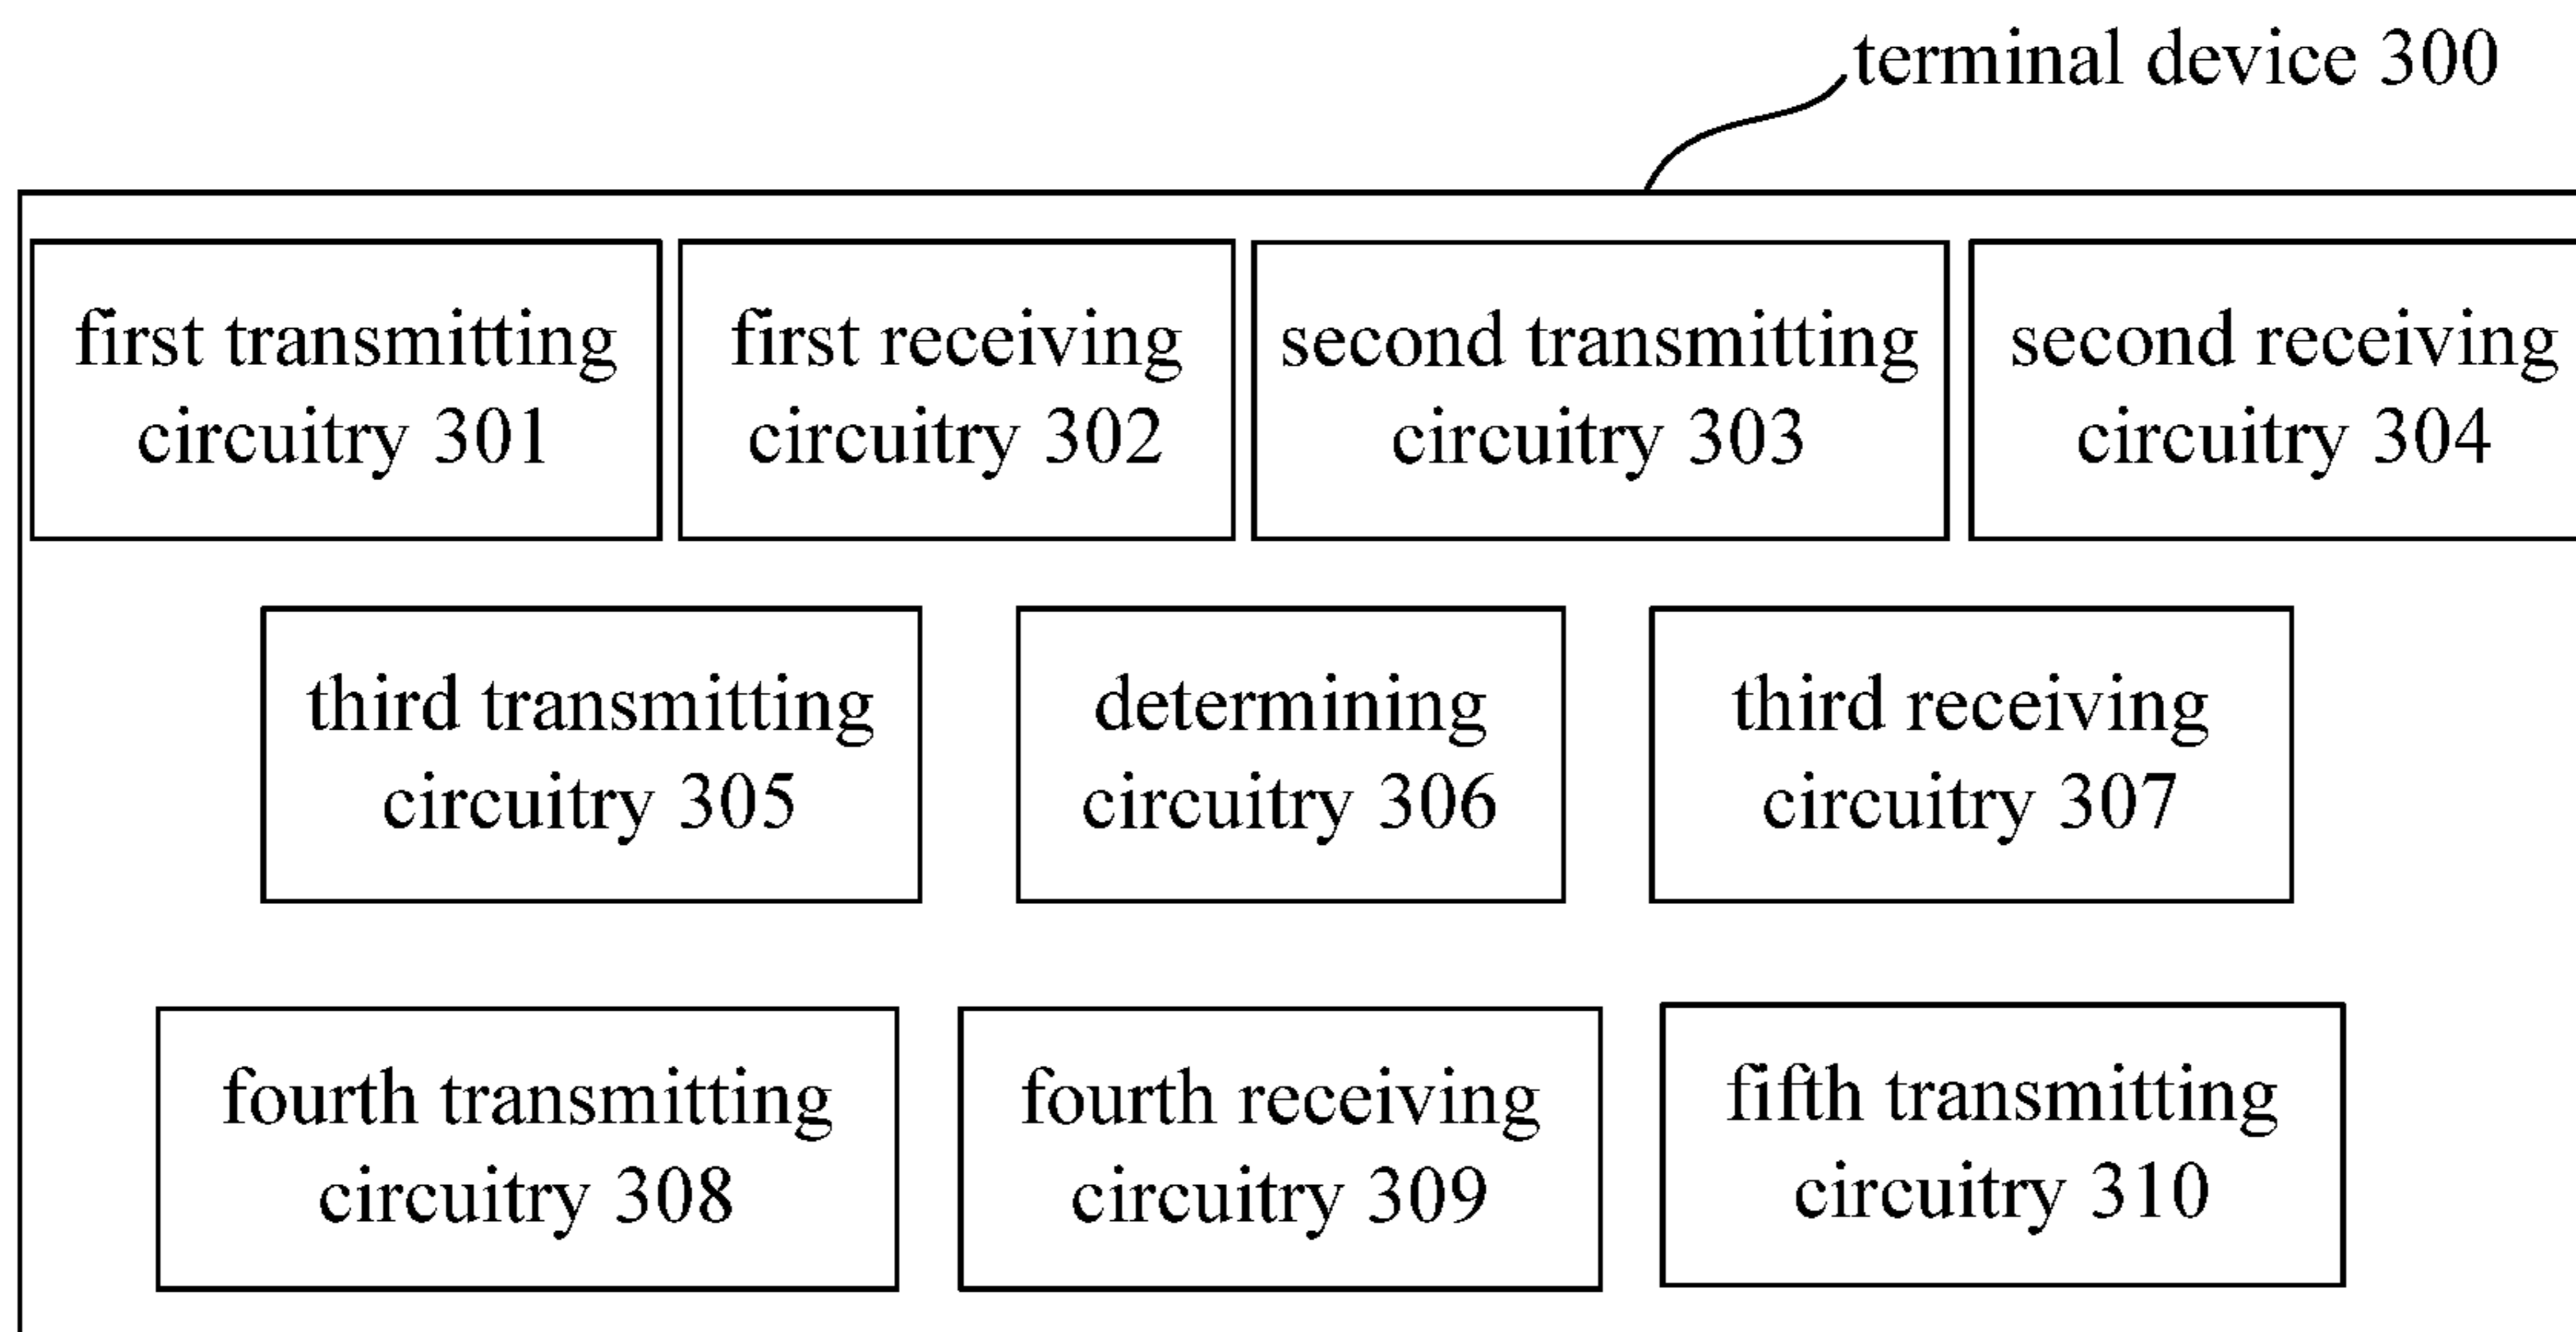 terminal device 300
first transmitting
circuitry 301
first receiving
circuitry 302
second transmitting
circuitry 303
second receiving
circuitry 304
third transmitting
circuitry 305
determining
circuitry 306
third receiving
circuitry 307
fourth transmitting
circuitry 308
fourth receiving
circuitry 309
fifth transmitting
circuitry 310